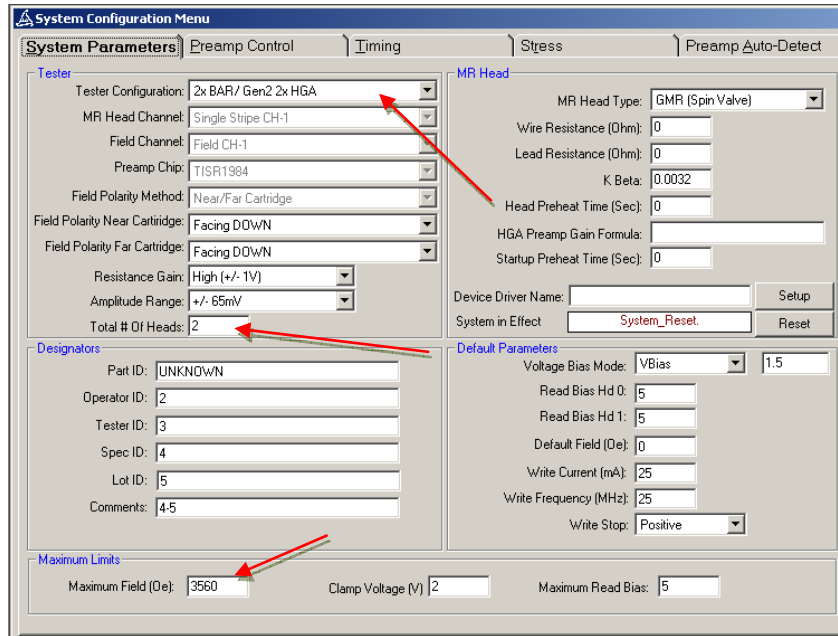 System Configuration Menu
System Parameters Preamp Control Timing Stress Preamp Auto-Detect
Tester
Tester Configuration: 2x BAR/ Gen2 2x HGA
MR Head Channel: Single Stripe CH-1
Field Channel: Field CH-1
Preamp Chip: TISR1984
Field Polarity Method: Near/Far Cartridge
Field Polarity Near Cartiridge: Facing DOWN
Field Polarity Far Cartridge: Facing DOWN
Resistance Gain: High (+/- 1V)
Amplitude Range: +/- 65mV
Total # Of Heads: 2
MR Head
MR Head Type: GMR (Spin Valve)
Wire Resistance (Ohm): 0
Lead Resistance (Ohm): 0
K Beta: 0.0032
Head Preheat Time (Sec): 0
HGA Preamp Gain Formula:
Startup Preheat Time (Sec): 0
Device Driver Name: Setup
System in Effect System_Reset. Reset
Designators
Part ID: UNKNOWN
Operator ID: 2
Tester ID: 3
Spec ID: 4
Lot ID: 5
Comments: 4-5
Default Parameters
Voltage Bias Mode: VBias 1.5
Read Bias Hd 0: 5
Read Bias Hd 1: 5
Default Field (Oe): 0
Write Current (mA): 25
Write Frequency (MHz): 25
Write Stop: Positive
Maximum Limits
Maximum Field (Oe): 3560 Clamp Voltage (V) 2 Maximum Read Bias: 5